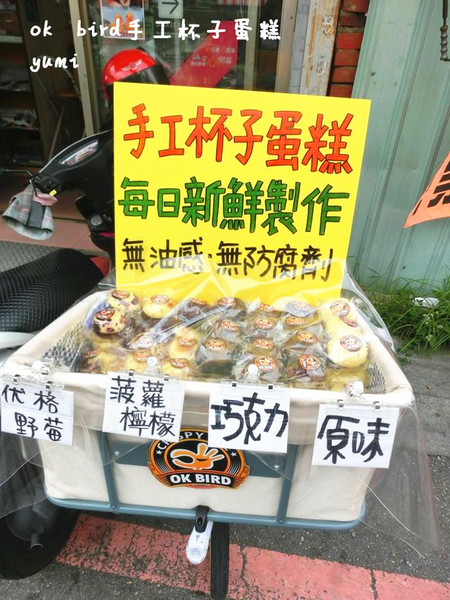 ok bird手工杯子蛋糕
yumi
手工杯子蛋糕
每日新鮮製作
無油感·無防腐劑
伏格
野莓
菠蘿
檸檬
巧克力
原味
CRISPY
OK BIRD